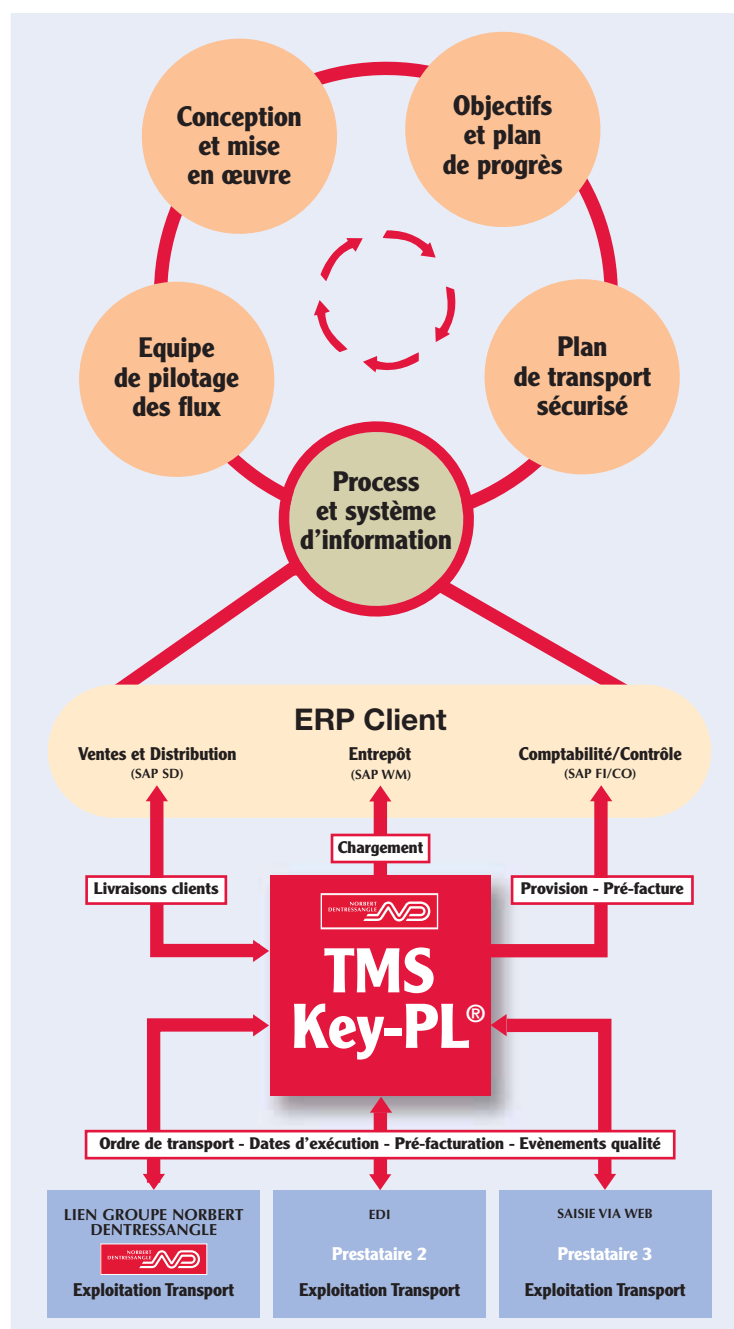 Conception
et mise
en œuvre
Objectifs
et plan
de progrès
Equipe
de pilotage
des flux
Plan
de transport
sécurisé
Process
et système
d’information
ERP Client
Ventes et Distribution
(SAP SD)
Entrepôt
(SAP WM)
Comptabilité/Contrôle
(SAP FI/CO)
Chargement
Livraisons clients
Provision - Pré-facture
NORBERT
DENTRESSANGLE
TMS
Key-PL®
Ordre de transport - Dates d’exécution - Pré-facturation - Evènements qualité
LIEN GROUPE NORBERT
DENTRESSANGLE
NORBERT
DENTRESSANGLE
Exploitation Transport
EDI
Prestataire 2
Exploitation Transport
SAISIE VIA WEB
Prestataire 3
Exploitation Transport